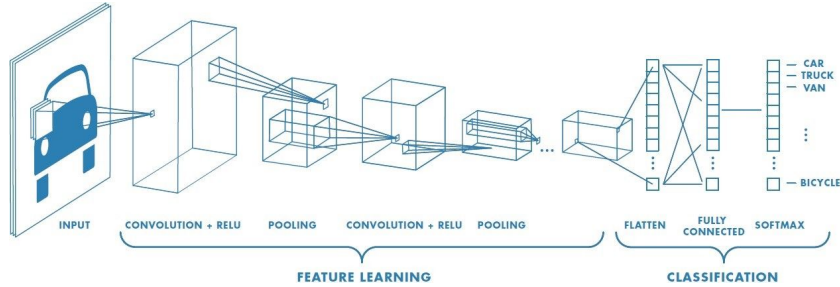 CAR
TRUCK
VAN
BICYCLE
INPUT
CONVOLUTION + RELU
POOLING
CONVOLUTION + RELU
POOLING
FLATTEN
FULLY
CONNECTED
SOFTMAX
FEATURE LEARNING
CLASSIFICATION